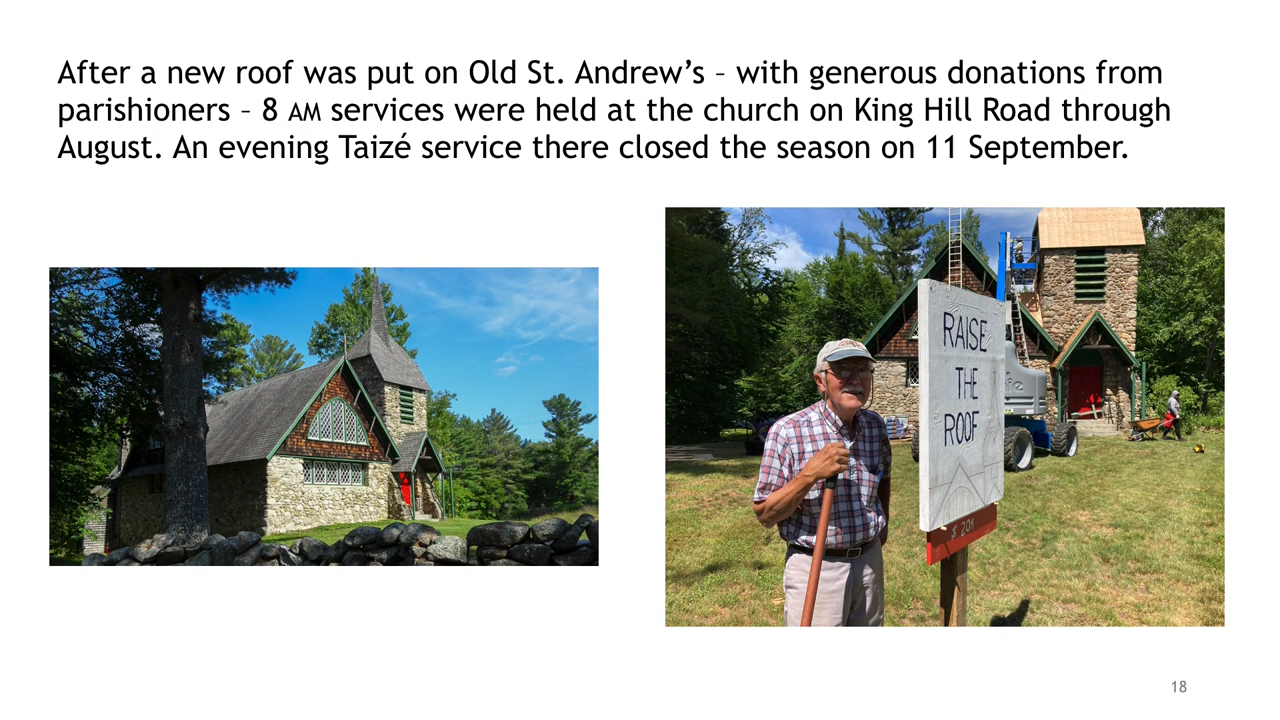 After a new roof was put on Old St. Andrew’s – with generous donations from
parishioners – 8 AM services were held at the church on King Hill Road through
August. An evening Taizé service there closed the season on 11 September.
RAISE
THE
ROOF
$ 20K
18